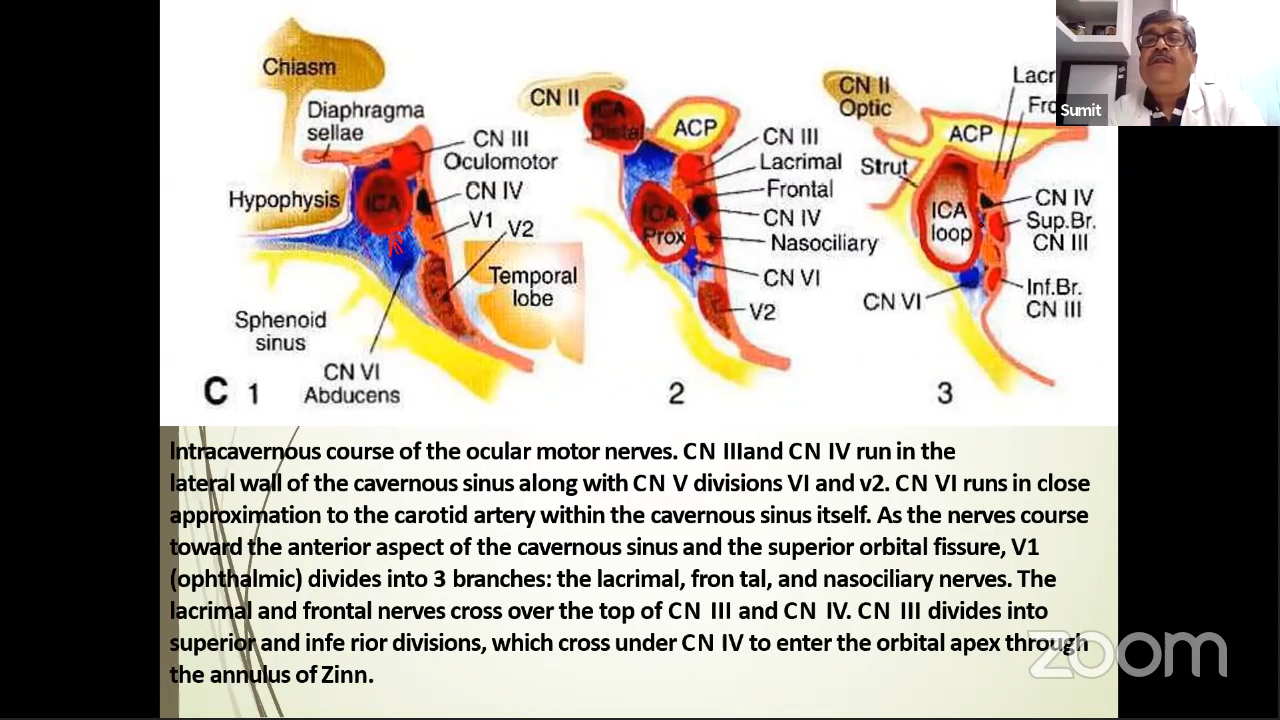 Chiasm
Diaphragma
sellae
CN III
Oculomotor
Hypophysis
ICA
CN IV
V1
V2
Temporal
lobe
Sphenoid
sinus
CN VI
Abducens
C 1
CN II
ICA
Distal
ACP
CN III
Lacrimal
Frontal
ICA
Prox
CN IV
Nasociliary
CN VI
V2
2
CN II
Optic
Lacr
Fro
ACP
Strut
ICA
loop
CN IV
Sup.Br.
CN III
CN VI
Inf.Br.
CN III
3
Sumit
Intracavernous course of the ocular motor nerves. CN IIIand CN IV run in the
lateral wall of the cavernous sinus along with CN V divisions VI and v2. CN VI runs in close
approximation to the carotid artery within the cavernous sinus itself. As the nerves course
toward the anterior aspect of the cavernous sinus and the superior orbital fissure, V1
(ophthalmic) divides into 3 branches: the lacrimal, fron tal, and nasociliary nerves. The
lacrimal and frontal nerves cross over the top of CN III and CN IV. CN III divides into
superior and infe rior divisions, which cross under CN IV to enter the orbital apex through
the annulus of Zinn.
zoom